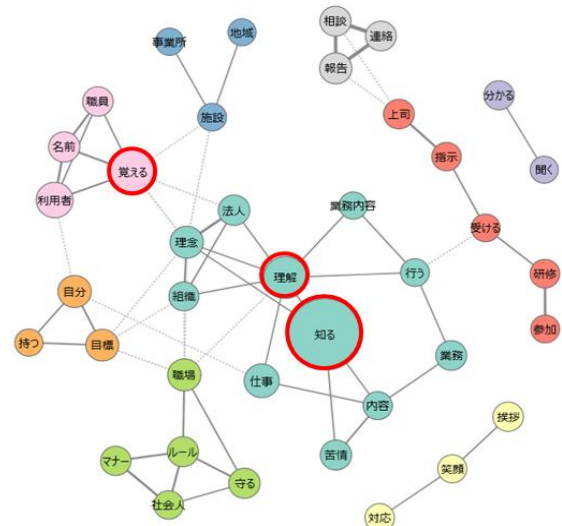 相談
連絡
報告
事業所
地域
施設
職員
名前
覚える
利用者
上司
指示
分かる
聞く
受ける
研修
参加
法人
業務内容
理念
理解
行う
組織
知る
自分
持つ
目標
職場
仕事
業務
内容
苦情
マナー
ルール
守る
社会人
挨拶
笑顔
対応